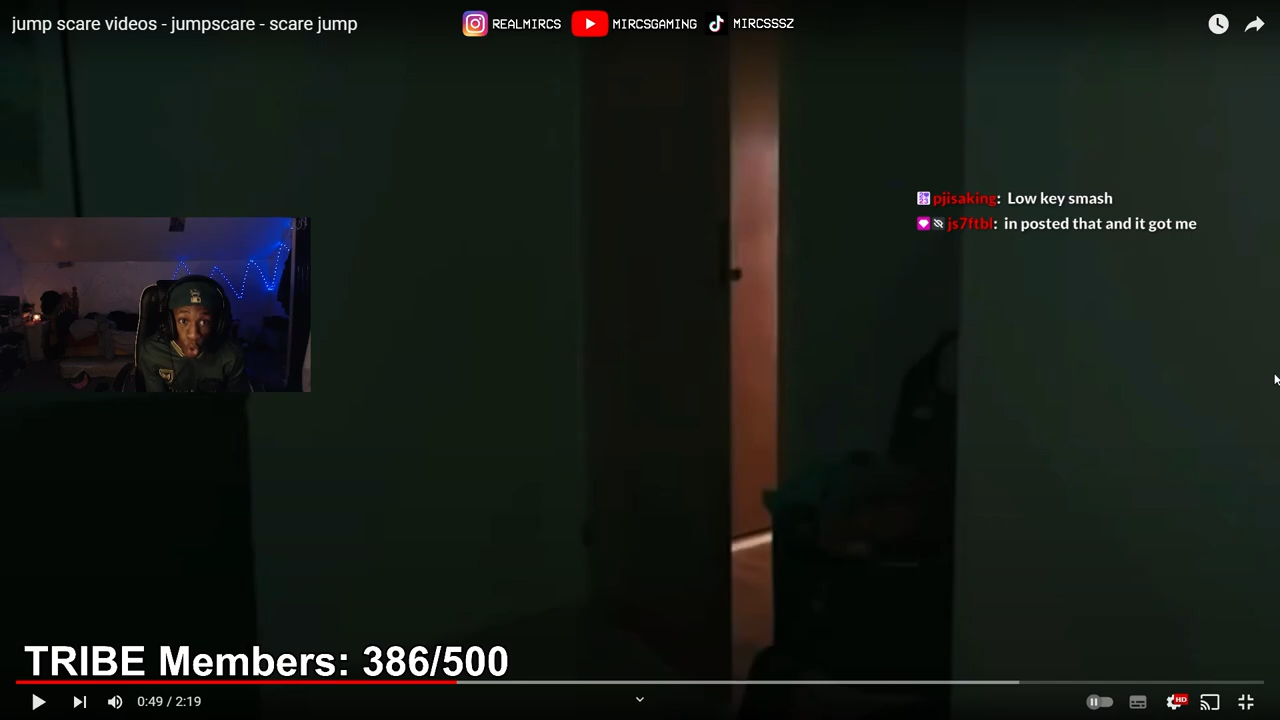 jump scare videos - jumpscare - scare jump
REALMIRCS MIRCSGAMING MIRCSSSZ
pjisaking: Low key smash
js7ftbl: in posted that and it got me
TRIBE Members: 386/500
0:49 / 2:19
HD